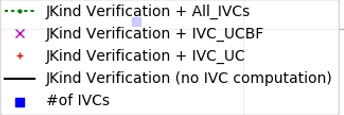 JKind Verification + All_IVCs
JKind Verification + IVC_UCBF
JKind Verification + IVC_UC
JKind Verification (no IVC computation)
#of IVCs